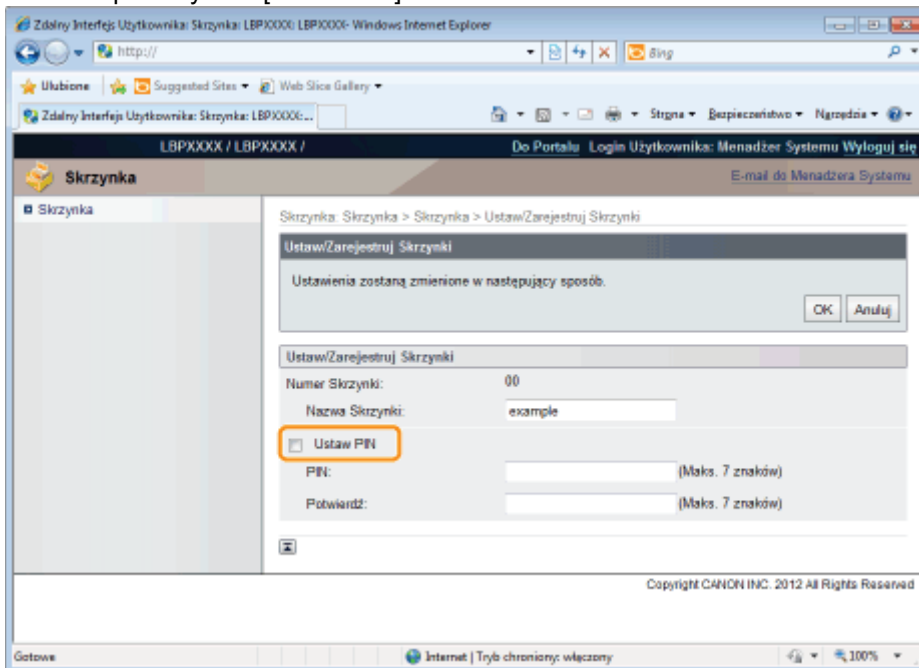 Zdalny Interfejs Użytkownika: Skrzynka: LBPXXXX: LBPXXXX- Windows Internet Explorer
http://
Bing
Ulubione Suggested Sites Web Slice Gallery
Zdalny Interfejs Użytkownika: Skrzynka: LBPXXXX:... Strona Bezpieczeństwo Narzędzia
LBPXXXX / LBPXXXX / Do Portalu Login Użytkownika: Menadżer Systemu Wyloguj się
Skrzynka E-mail do Menadżera Systemu
Skrzynka
Skrzynka: Skrzynka > Skrzynka > Ustaw/Zarejestruj Skrzynki
Ustaw/Zarejestruj Skrzynki
Ustawienia zostaną zmienione w następujący sposób.
OK Anuluj
Ustaw/Zarejestruj Skrzynki
Numer Skrzynki: 00
Nazwa Skrzynki: example
Ustaw PIN
PIN: (Maks. 7 znaków)
Potwierdź: (Maks. 7 znaków)
Copyright CANON INC. 2012 All Rights Reserved
Gotowe Internet | Tryb chroniony: włączony 100%